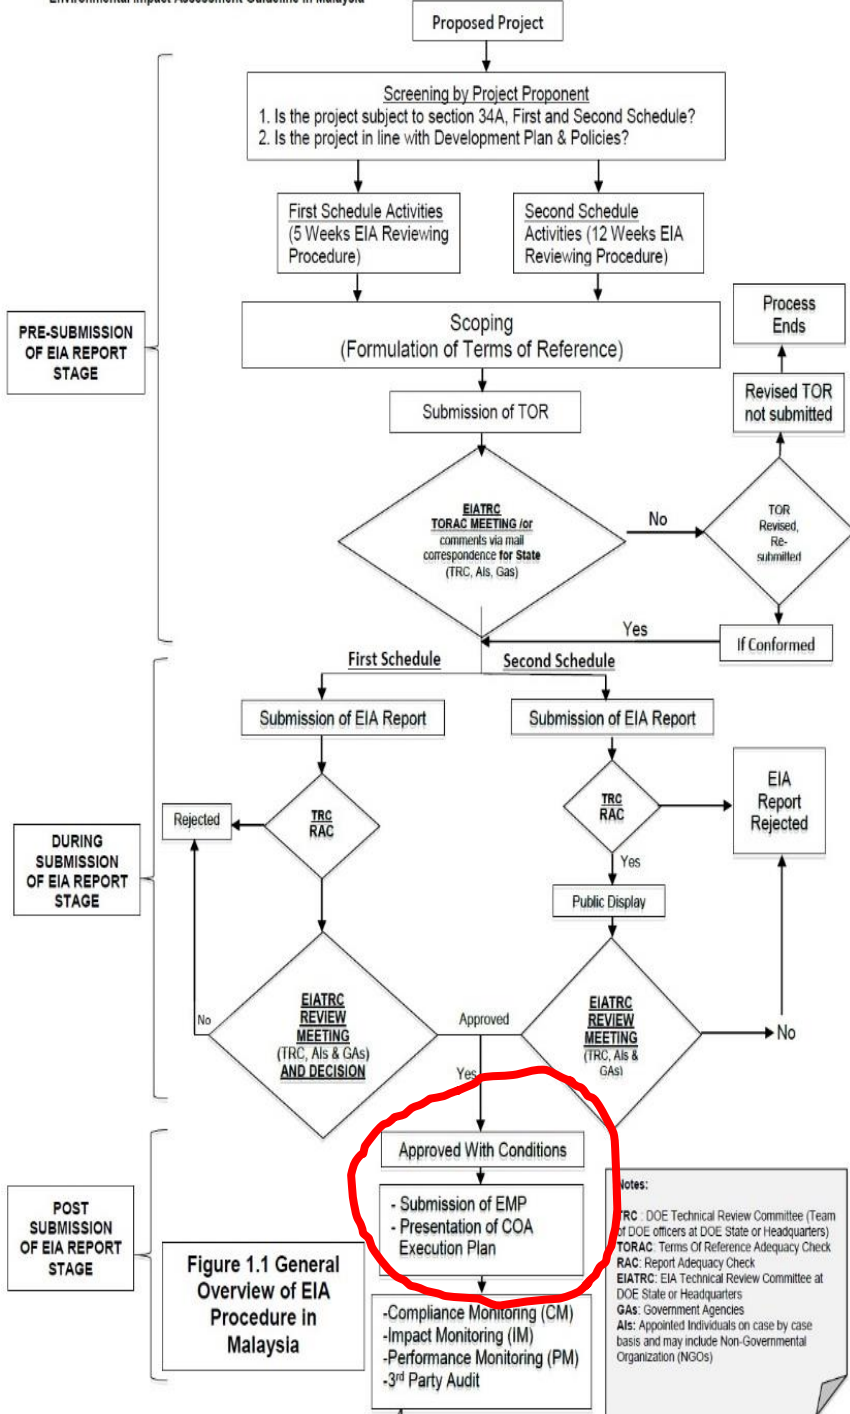 Environmental Impact Assessment Guideline in Malaysia
Proposed Project
Screening by Project Proponent
1. Is the project subject to section 34A, First and Second Schedule?
2. Is the project in line with Development Plan & Policies?
First Schedule Activities
(5 Weeks EIA Reviewing
Procedure)
Second Schedule
Activities (12 Weeks EIA
Reviewing Procedure)
PRE-SUBMISSION
OF EIA REPORT
STAGE
Scoping
(Formulation of Terms of Reference)
Process
Ends
Revised TOR
not submitted
Submission of TOR
EIATRC
TORAC MEETING /or
comments via mail
correspondence for State
(TRC, AIs, Gas)
No
TOR
Revised,
Re-
submitted
Yes
If Conformed
First Schedule
Second Schedule
Submission of EIA Report
Submission of EIA Report
DURING
SUBMISSION
OF EIA REPORT
STAGE
Rejected
TRC
RAC
TRC
RAC
EIA
Report
Rejected
Yes
Public Display
No
EIATRC
REVIEW
MEETING
(TRC, AIs & GAs)
AND DECISION
Approved
EIATRC
REVIEW
MEETING
(TRC, AIs &
GAs)
No
Yes
Approved With Conditions
POST
SUBMISSION
OF EIA REPORT
STAGE
- Submission of EMP
- Presentation of COA
Execution Plan
Figure 1.1 General
Overview of EIA
Procedure in
Malaysia
-Compliance Monitoring (CM)
-Impact Monitoring (IM)
-Performance Monitoring (PM)
-3rd Party Audit
Notes:
TRC : DOE Technical Review Committee (Team
of DOE officers at DOE State or Headquarters)
TORAC: Terms Of Reference Adequacy Check
RAC: Report Adequacy Check
EIATRC: EIA Technical Review Committee at
DOE State or Headquarters
GAs: Government Agencies
AIs: Appointed Individuals on case by case
basis and may include Non-Governmental
Organization (NGOs)